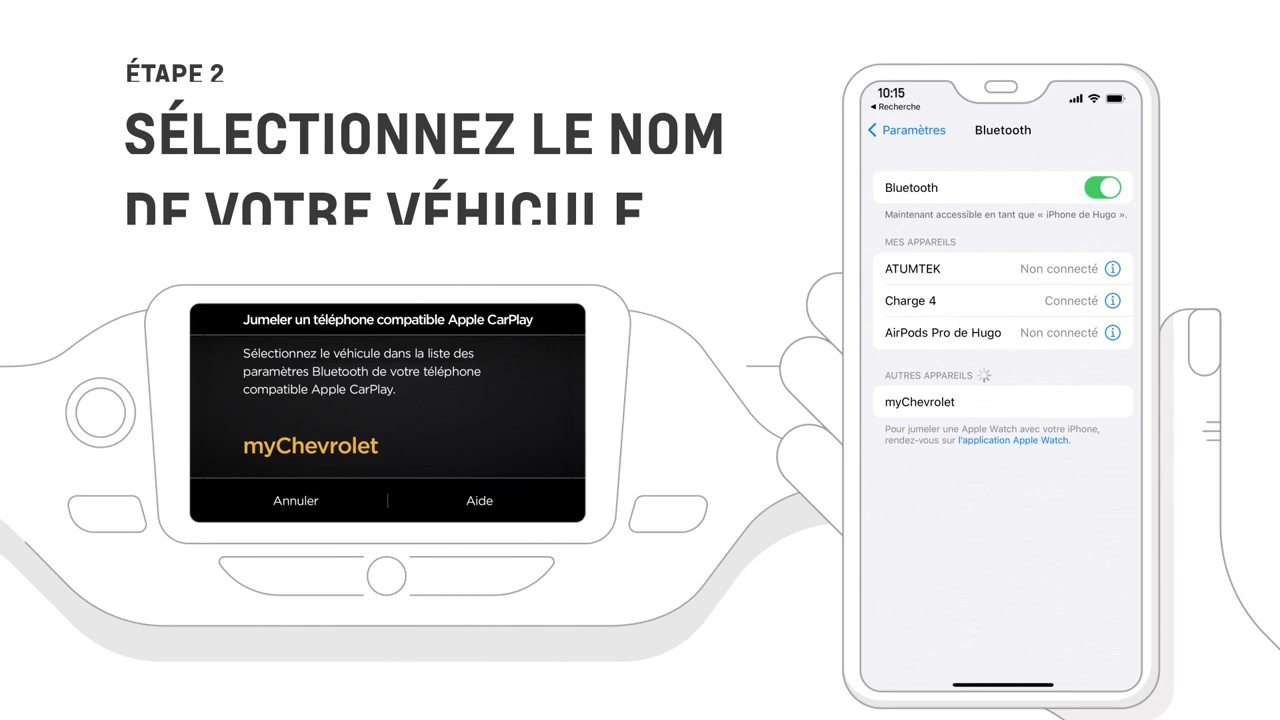 ÉTAPE 2
SÉLECTIONNEZ LE NOM
DE VOTRE VÉHICULE
Jumeler un téléphone compatible Apple CarPlay
Sélectionnez le véhicule dans la liste des
paramètres Bluetooth de votre téléphone
compatible Apple CarPlay.
myChevrolet
Annuler
Aide
10:15
◀ Recherche
Paramètres
Bluetooth
Bluetooth
Maintenant accessible en tant que « iPhone de Hugo ».
MES APPAREILS
ATUMTEK Non connecté
Charge 4 Connecté
AirPods Pro de Hugo Non connecté
AUTRES APPAREILS
myChevrolet
Pour jumeler une Apple Watch avec votre iPhone,
rendez-vous sur l'application Apple Watch.